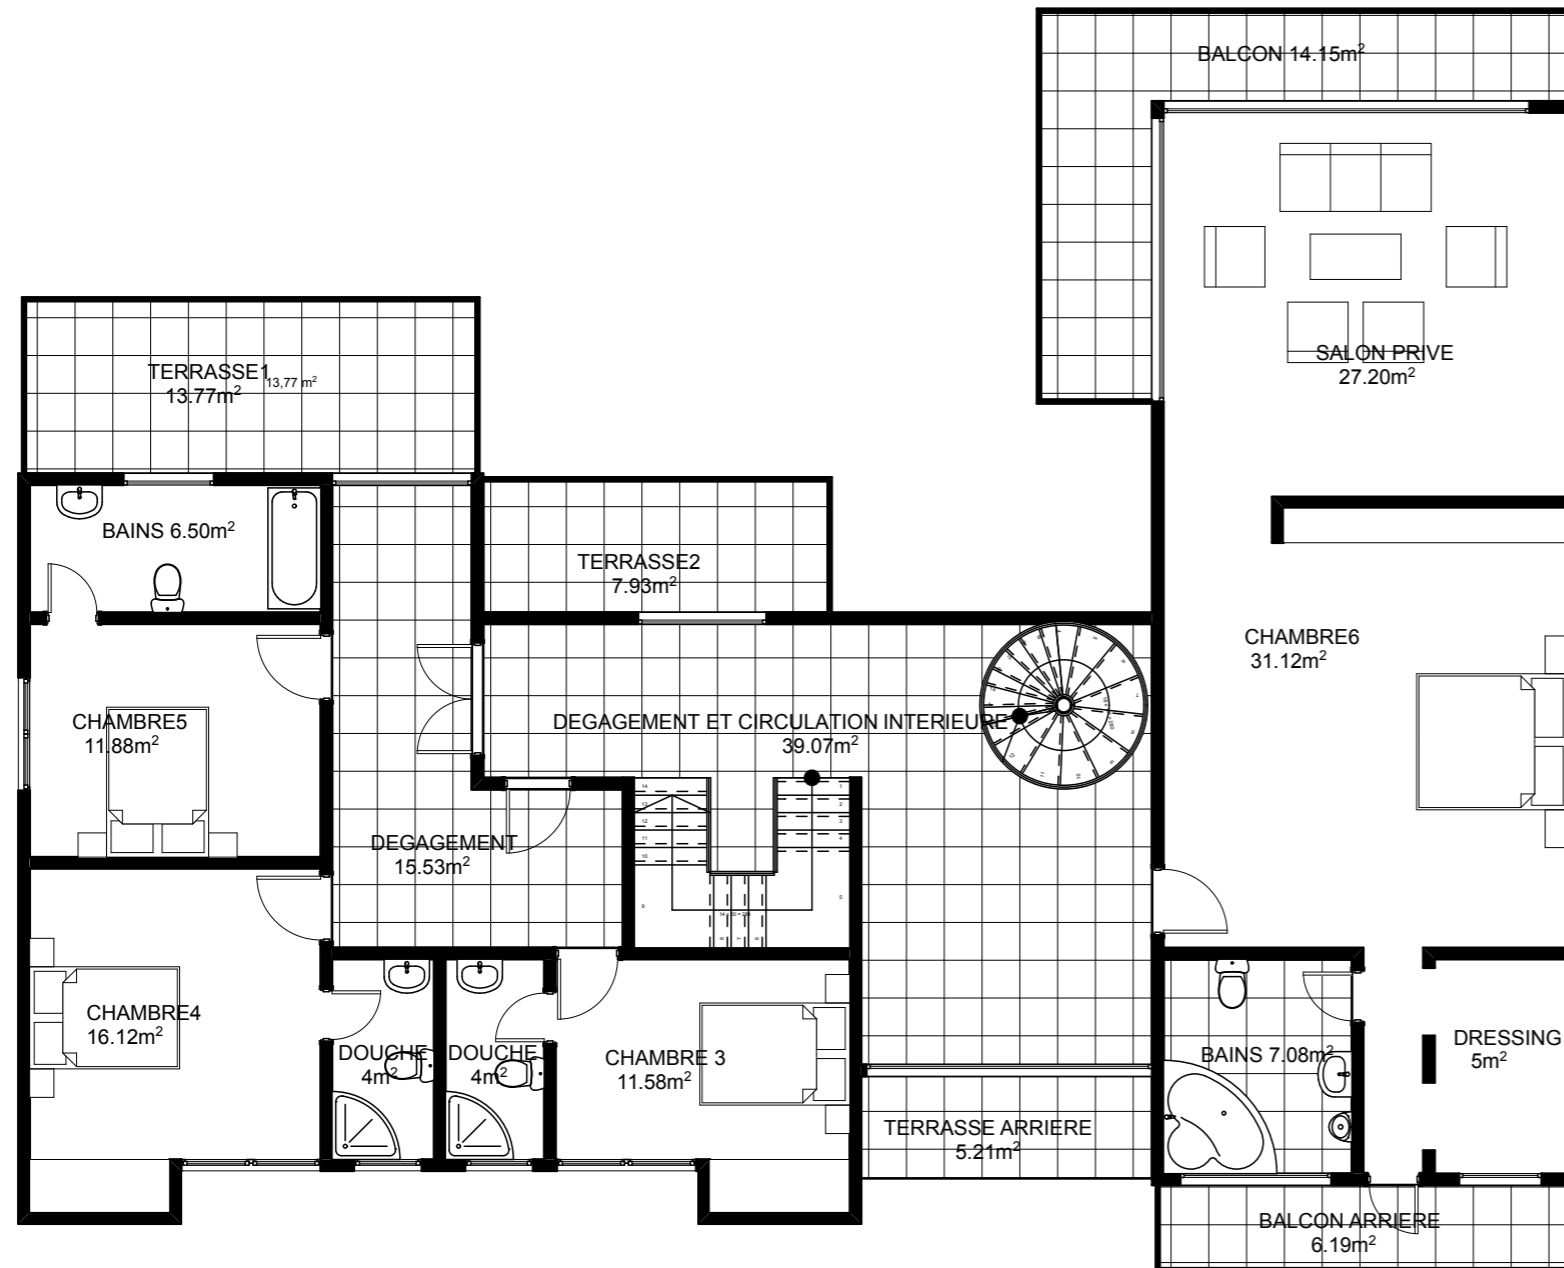 BALCON 14.15m²
SALON PRIVE
27.20m²
TERRASSE1
13.77m²
13,77 m²
BAINS 6.50m²
TERRASSE2
7.93m²
CHAMBRE6
31.12m²
CHAMBRE5
11.88m²
DEGAGEMENT ET CIRCULATION INTERIEURE
39.07m²
DEGAGEMENT
15.53m²
CHAMBRE4
16.12m²
DOUCHE
4m²
DOUCHE
4m²
CHAMBRE 3
11.58m²
BAINS 7.08m²
DRESSING
5m²
TERRASSE ARRIERE
5.21m²
BALCON ARRIERE
6.19m²